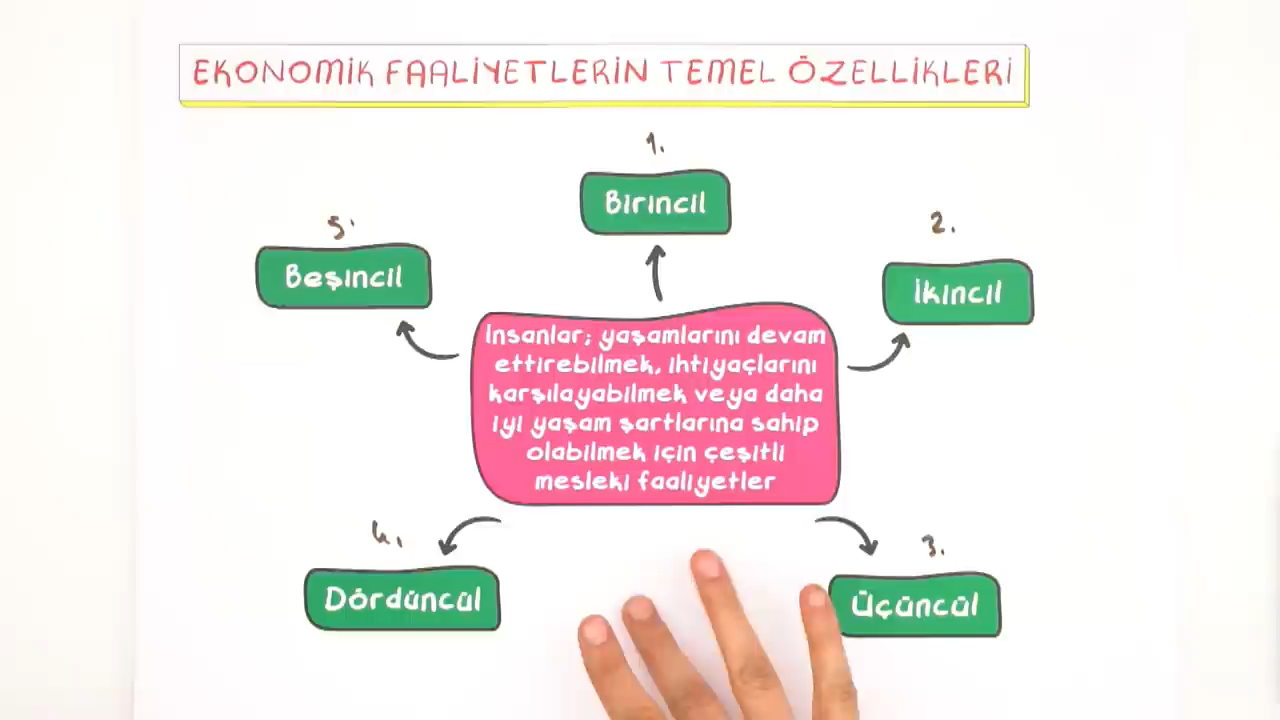 EKONOMİK FAALİYETLERİN TEMEL ÖZELLİKLERİ
1.
Birincil
5.
Beşincil
2.
İkincil
İnsanlar; yaşamlarını devam
ettirebilmek, ihtiyaçlarını
karşılayabilmek veya daha
iyi yaşam şartlarına sahip
olabilmek için çeşitli
mesleki faaliyetler
4.
Dördüncül
3.
Üçüncül